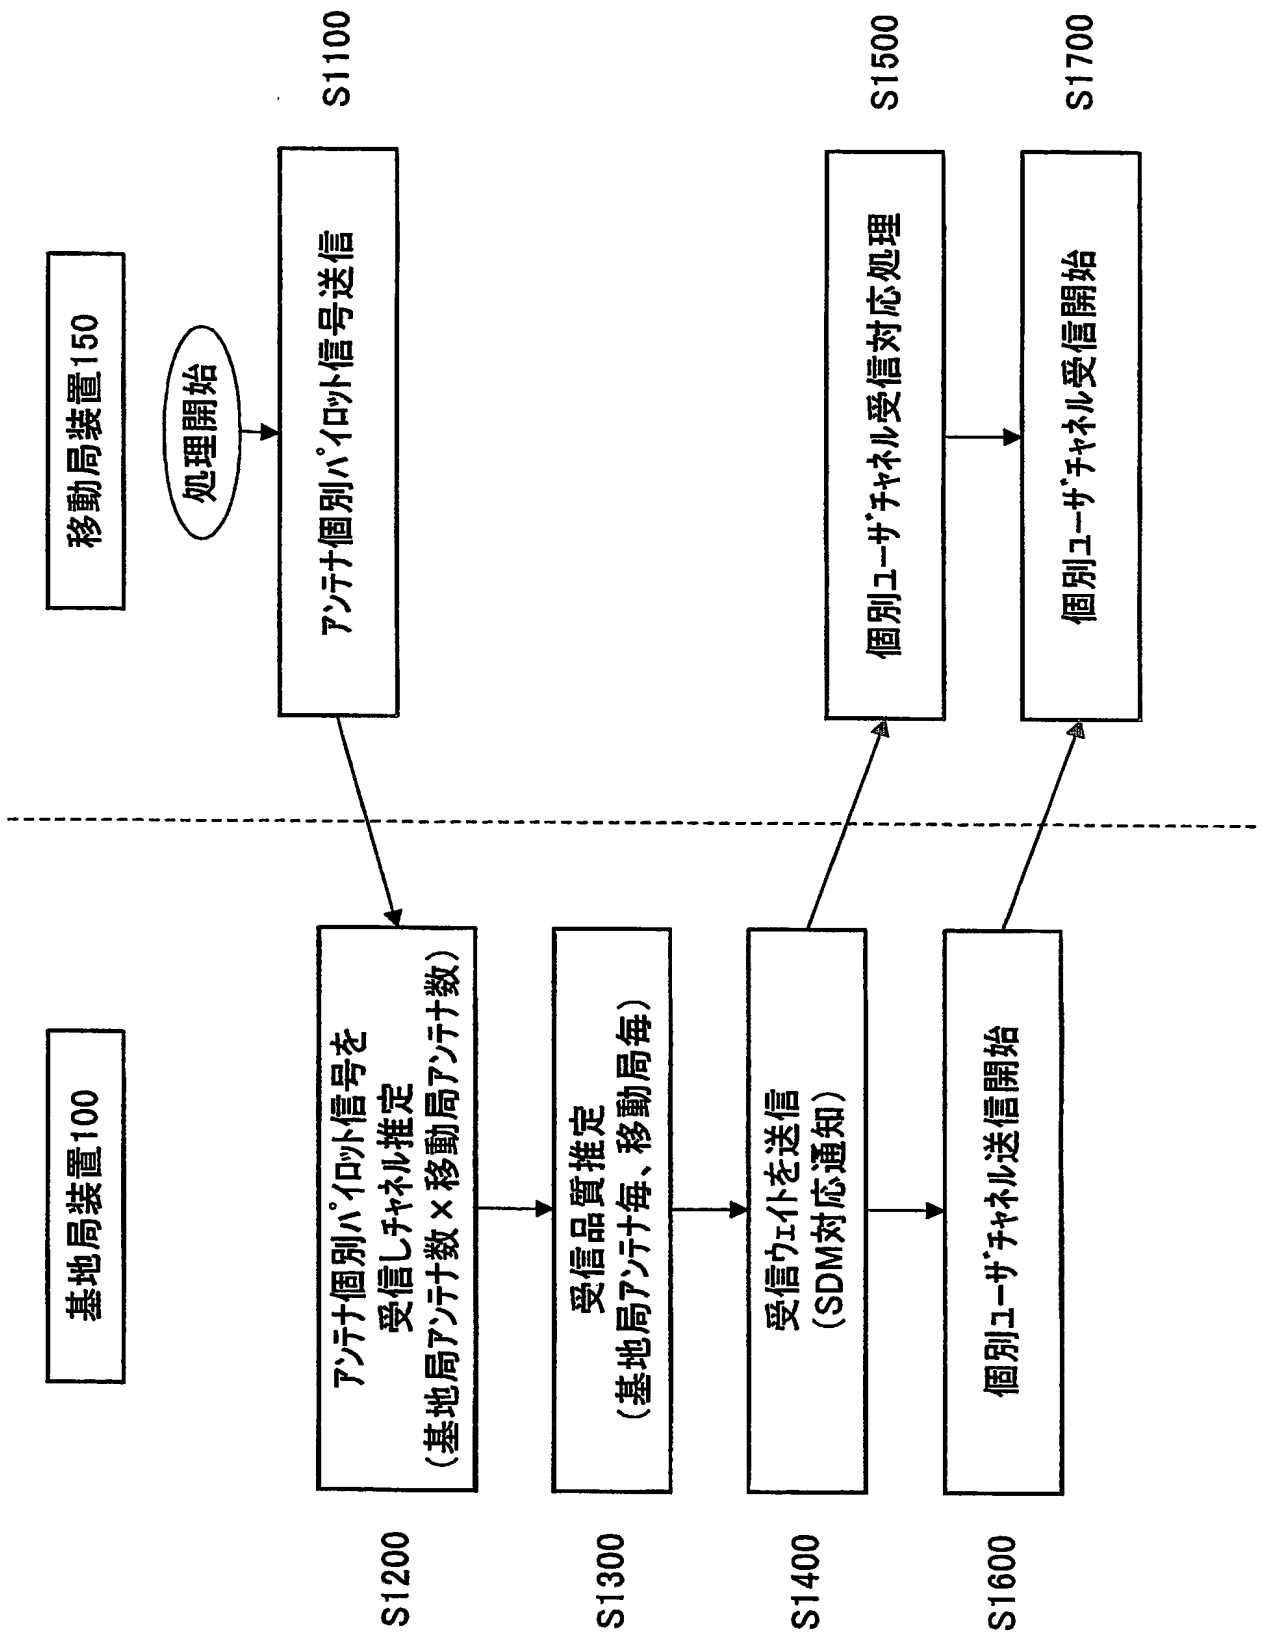 基地局装置100
移動局装置150
処理開始
アンテナ個別パイロット信号送信
S1100
S1200
アンテナ個別パイロット信号を
受信しチャネル推定
(基地局アンテナ数×移動局アンテナ数)
S1300
受信品質推定
(基地局アンテナ毎、移動局毎)
S1400
受信ウェイトを送信
(SDM対応通知)
個別ユーザチャネル受信対応処理
S1500
S1600
個別ユーザチャネル送信開始
個別ユーザチャネル受信開始
S1700